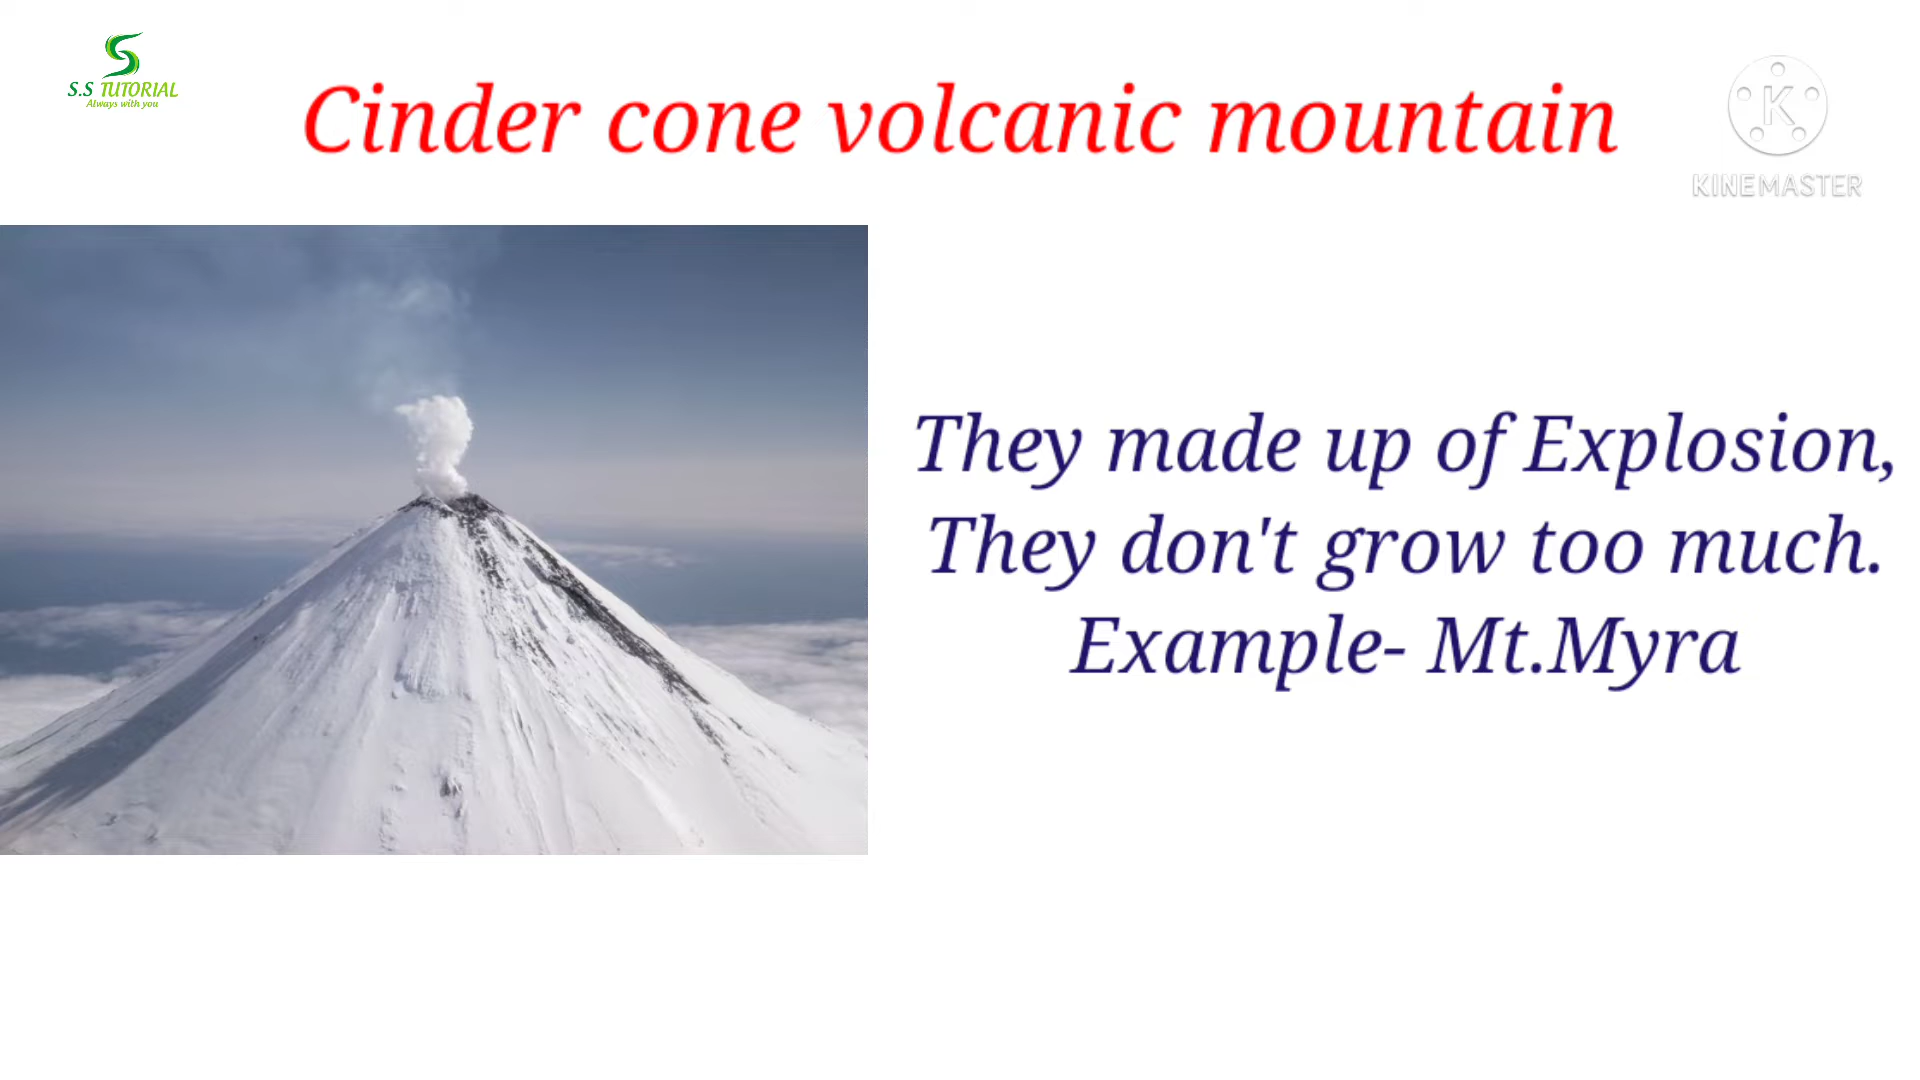 S.S TUTORIAL
Always with you
Cinder cone volcanic mountain
K
KINEMASTER
They made up of Explosion,
They don't grow too much.
Example- Mt.Myra